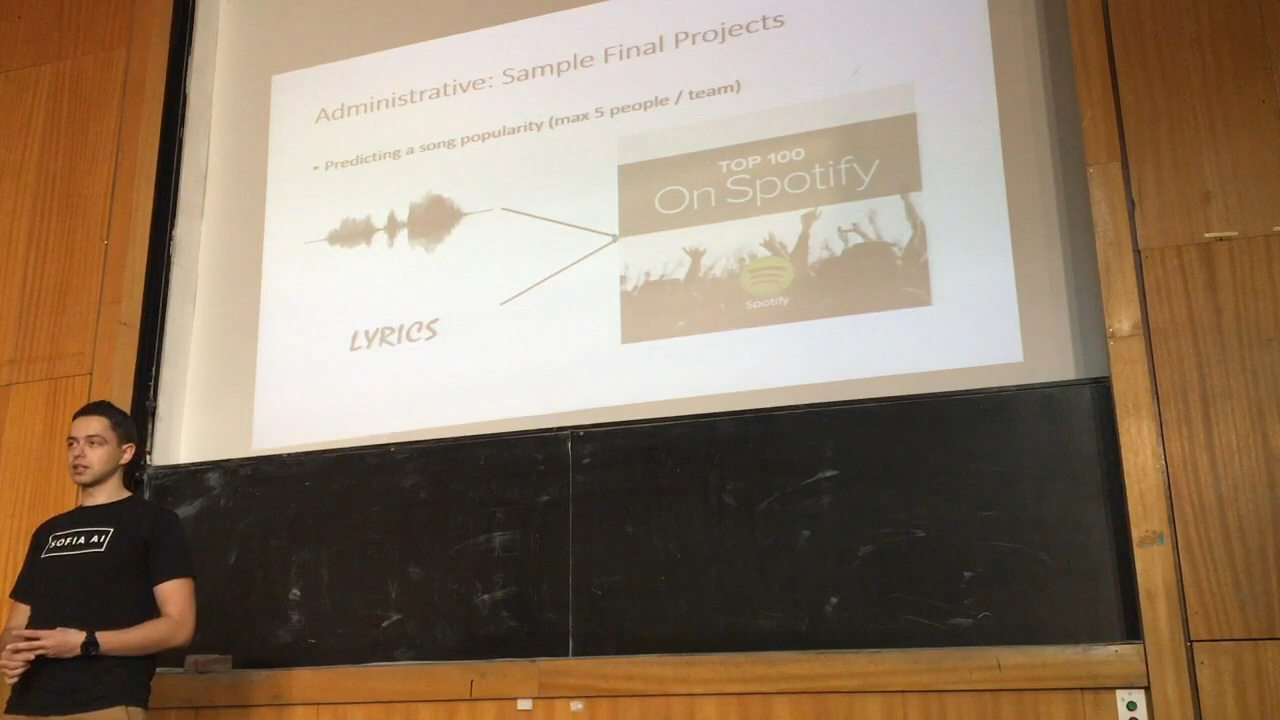 Administrative: Sample Final Projects
• Predicting a song popularity (max 5 people / team)
TOP 100
On Spotify
Spotify
LYRICS
SOFIA AI